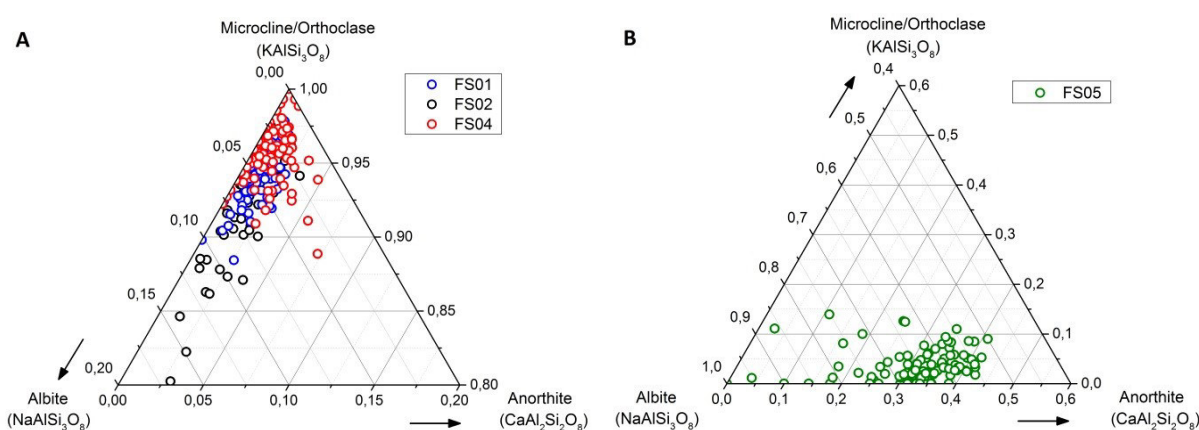 A
Microcline/Orthoclase
(KAlSi₃O₈)
0,00
1,00
FS01
FS02
FS04
0,05
0,95
0,10
0,90
0,15
0,85
0,20
0,80
0,00
0,05
0,10
0,15
0,20
Albite
(NaAlSi₃O₈)
Anorthite
(CaAl₂Si₂O₈)
B
Microcline/Orthoclase
(KAlSi₃O₈)
0,4
0,6
FS05
0,5
0,5
0,6
0,4
0,7
0,3
0,8
0,2
0,9
0,1
1,0
0,0
0,0
0,1
0,2
0,3
0,4
0,5
0,6
Albite
(NaAlSi₃O₈)
Anorthite
(CaAl₂Si₂O₈)